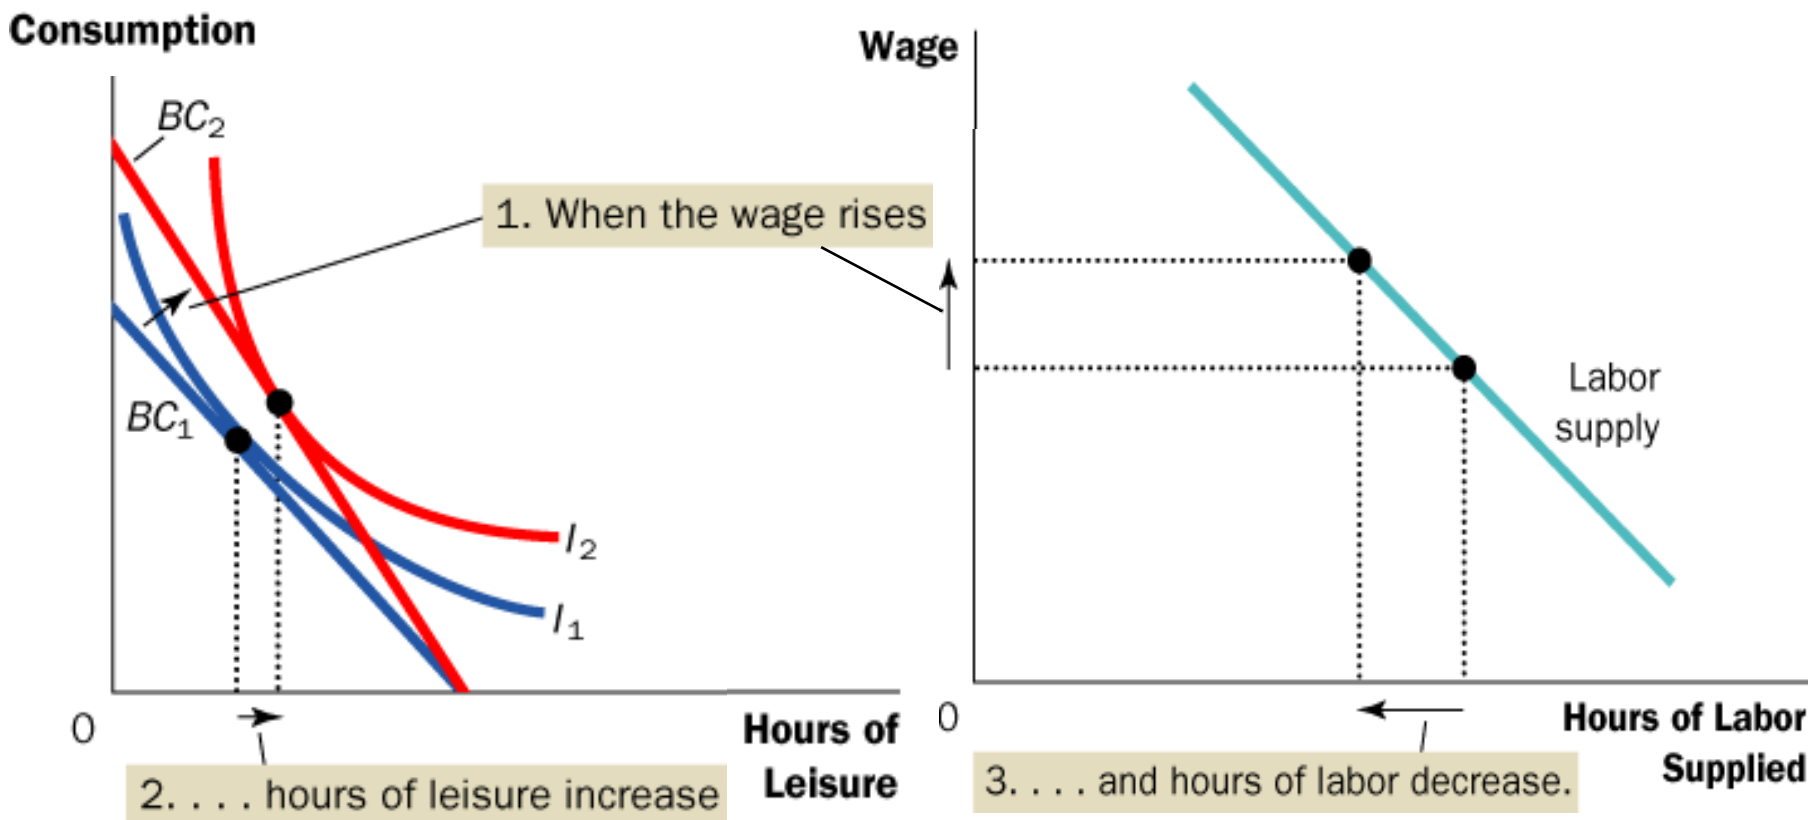 Consumption
BC2
1. When the wage rises
BC1
I2
I1
0
Hours of
Leisure
2. . . . hours of leisure increase
Wage
Labor
supply
0
Hours of Labor
Supplied
3. . . . and hours of labor decrease.